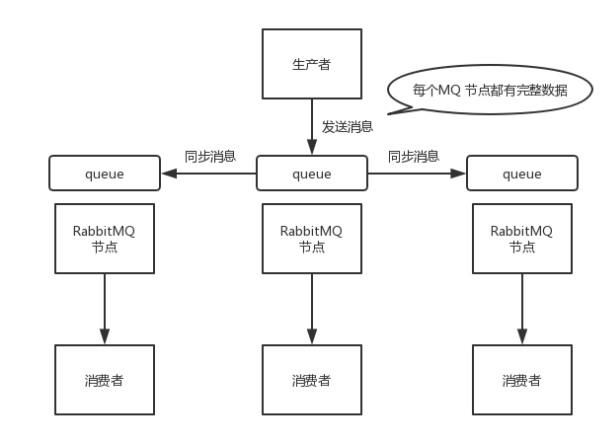 生产者
每个MQ 节点都有完整数据
发送消息
同步消息
同步消息
queue
queue
queue
RabbitMQ
节点
RabbitMQ
节点
RabbitMQ
节点
消费者
消费者
消费者